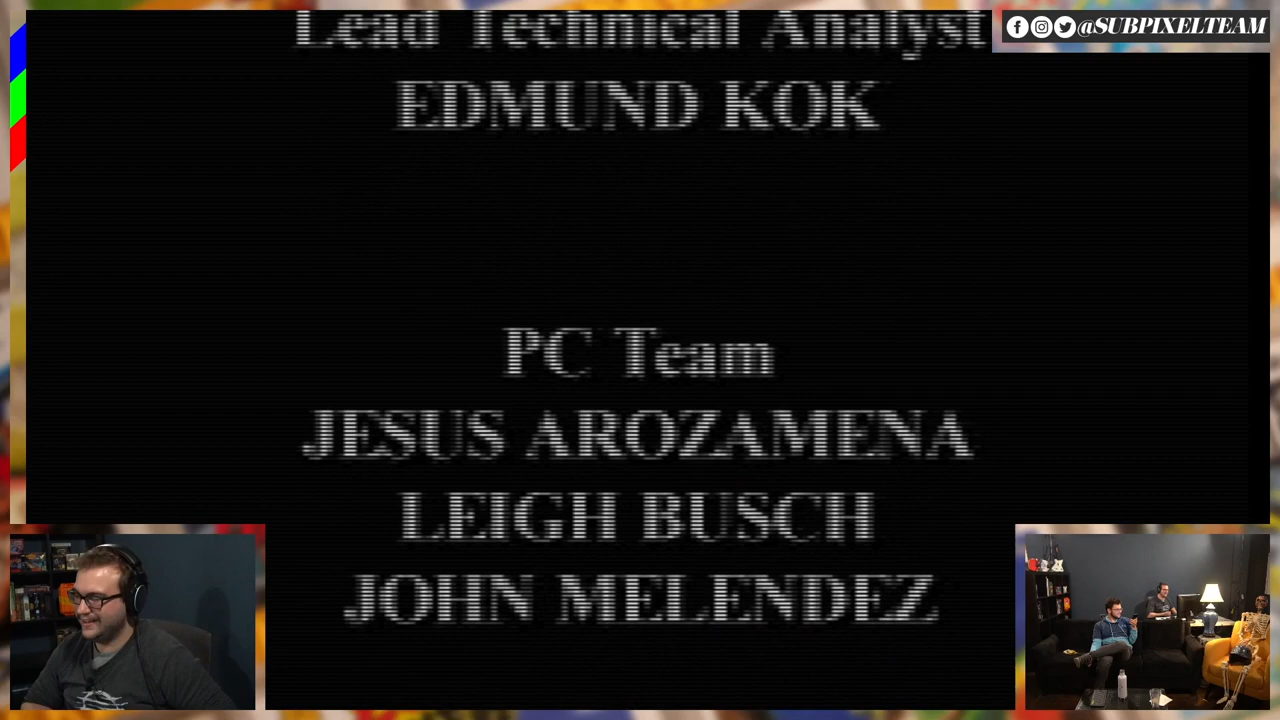 Lead Technical Analyst
@SUBPIXELTEAM
EDMUND KOK
PC Team
JESUS AROZAMENA
LEIGH BUSCH
JOHN MELENDEZ